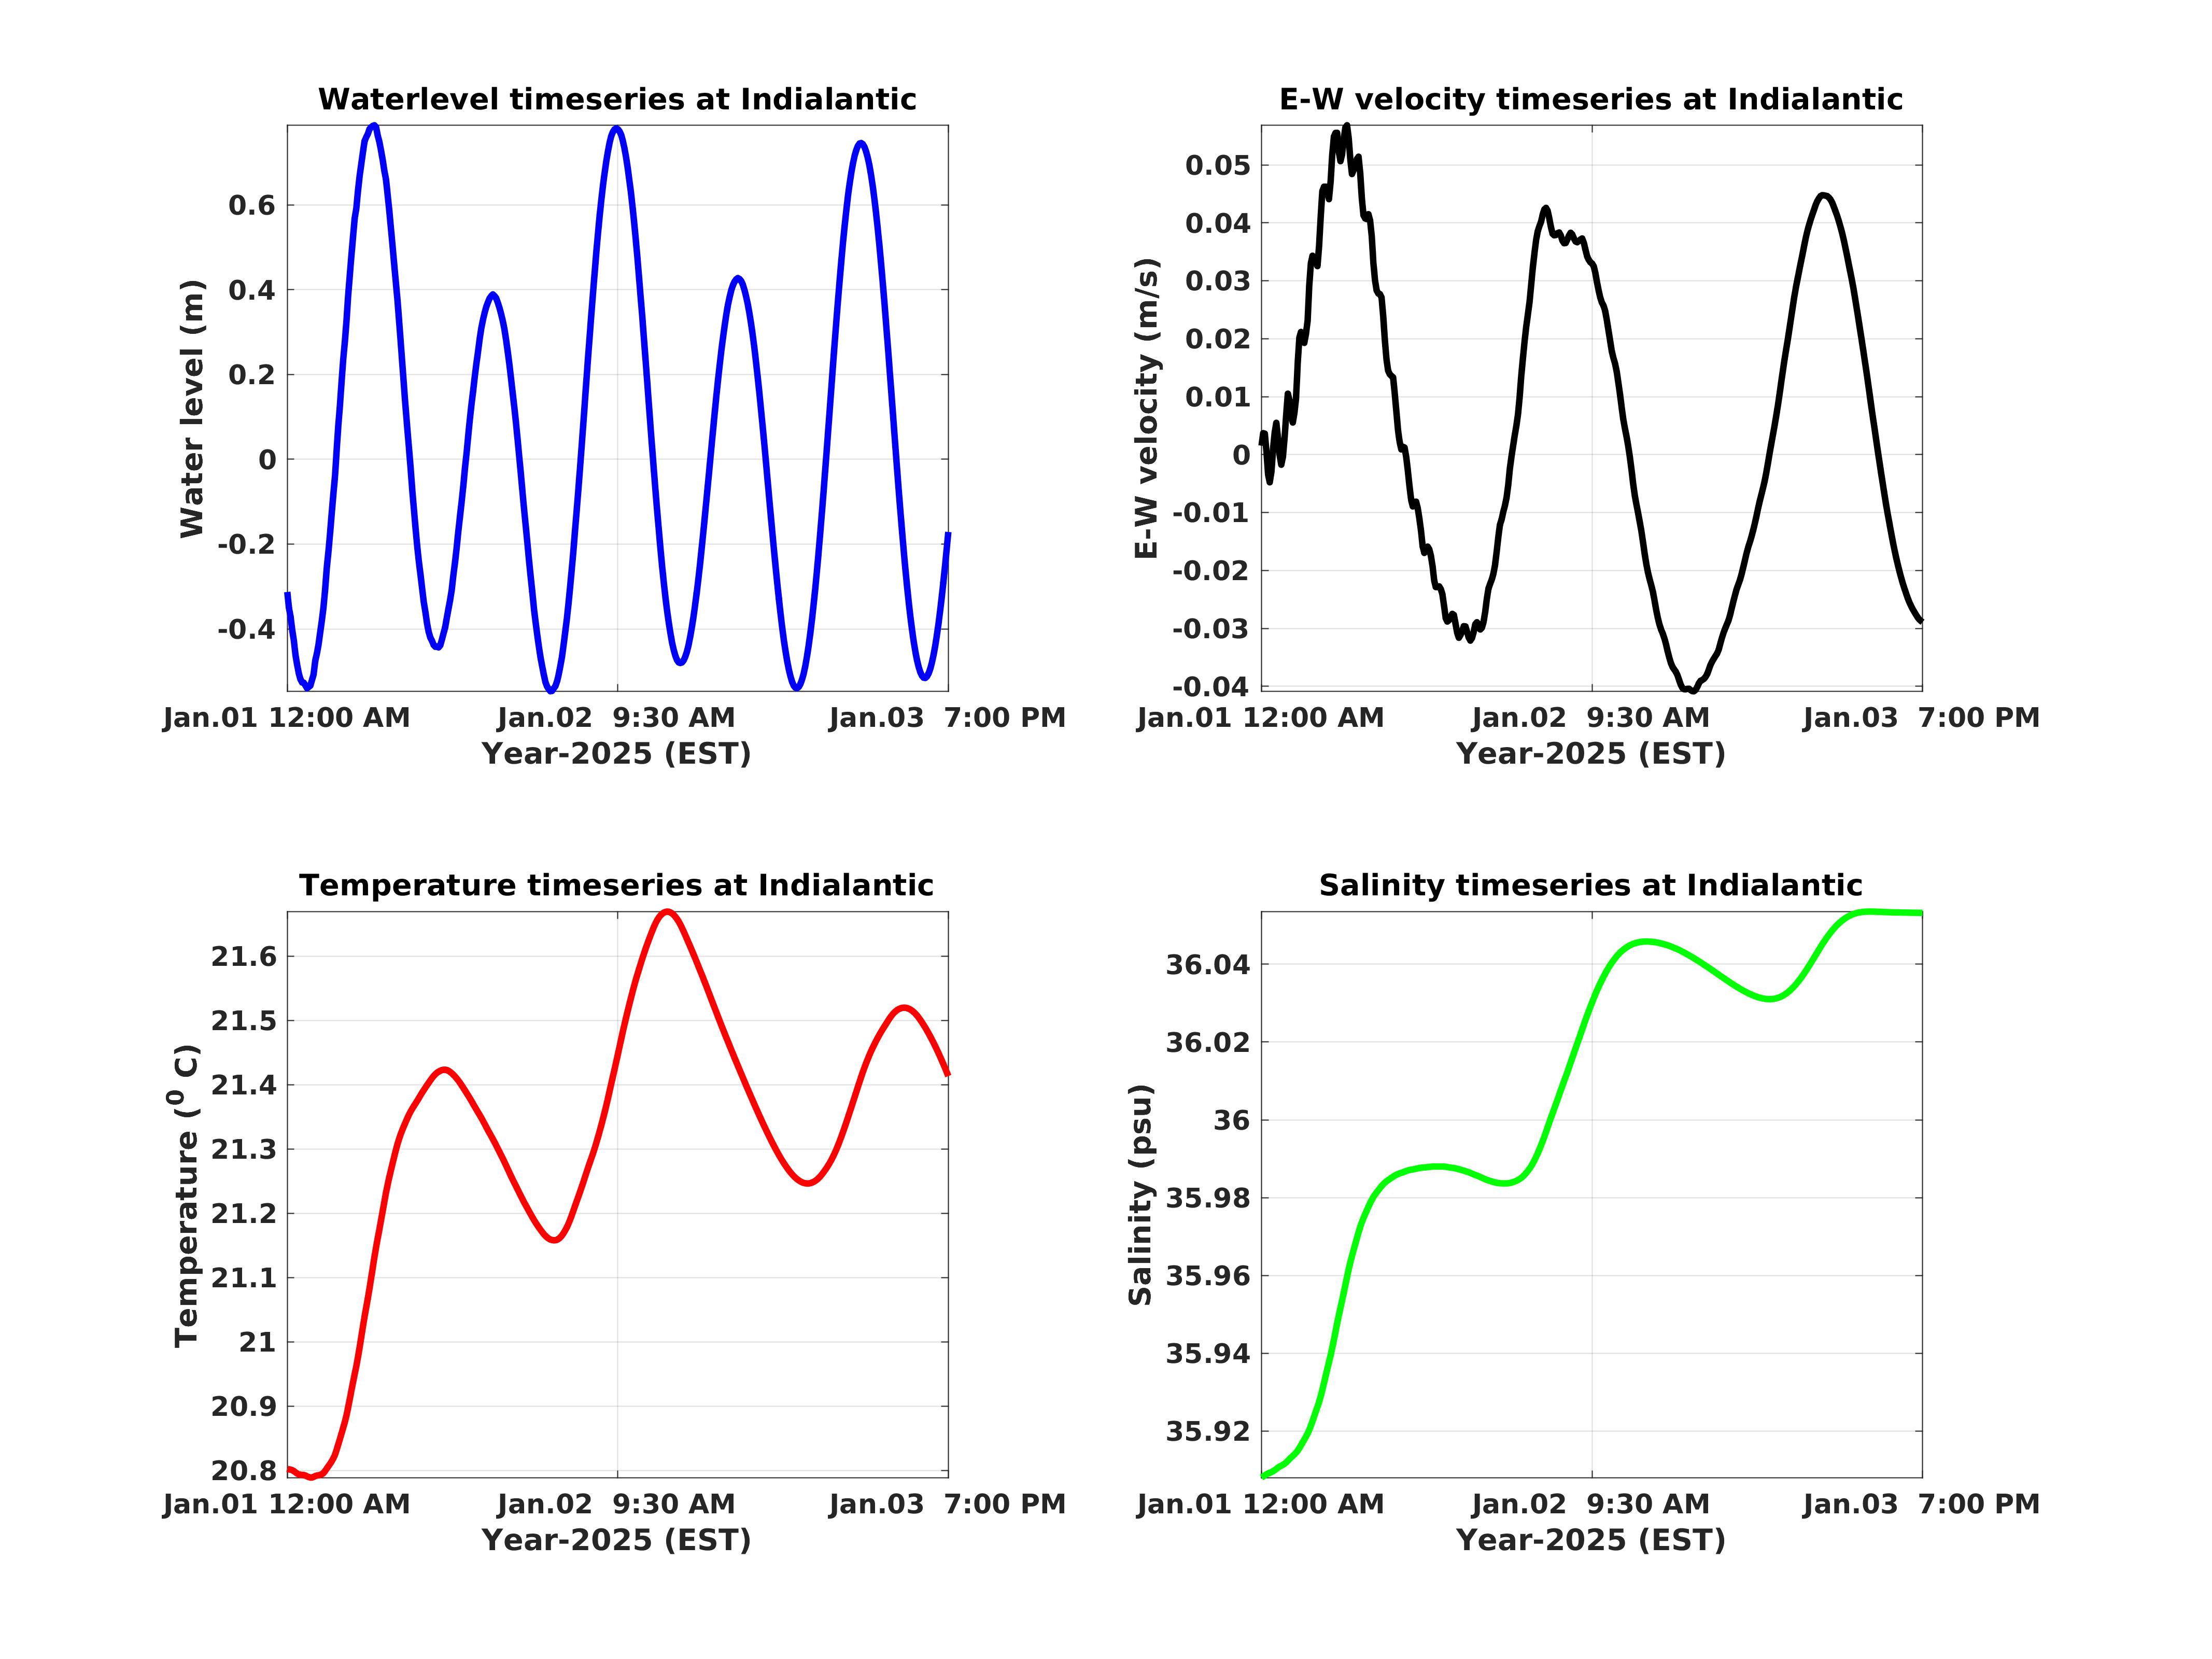 Waterlevel timeseries at Indialantic
Water level (m)
0.6
0.4
0.2
0
-0.2
-0.4
Jan.01 12:00 AM Jan.02  9:30 AM Jan.03  7:00 PM
Year-2025 (EST)
E-W velocity timeseries at Indialantic
E-W velocity (m/s)
0.05
0.04
0.03
0.02
0.01
0
-0.01
-0.02
-0.03
-0.04
Jan.01 12:00 AM Jan.02  9:30 AM Jan.03  7:00 PM
Year-2025 (EST)
Temperature timeseries at Indialantic
Temperature (⁰ C)
21.6
21.5
21.4
21.3
21.2
21.1
21
20.9
20.8
Jan.01 12:00 AM Jan.02  9:30 AM Jan.03  7:00 PM
Year-2025 (EST)
Salinity timeseries at Indialantic
Salinity (psu)
36.04
36.02
36
35.98
35.96
35.94
35.92
Jan.01 12:00 AM Jan.02  9:30 AM Jan.03  7:00 PM
Year-2025 (EST)